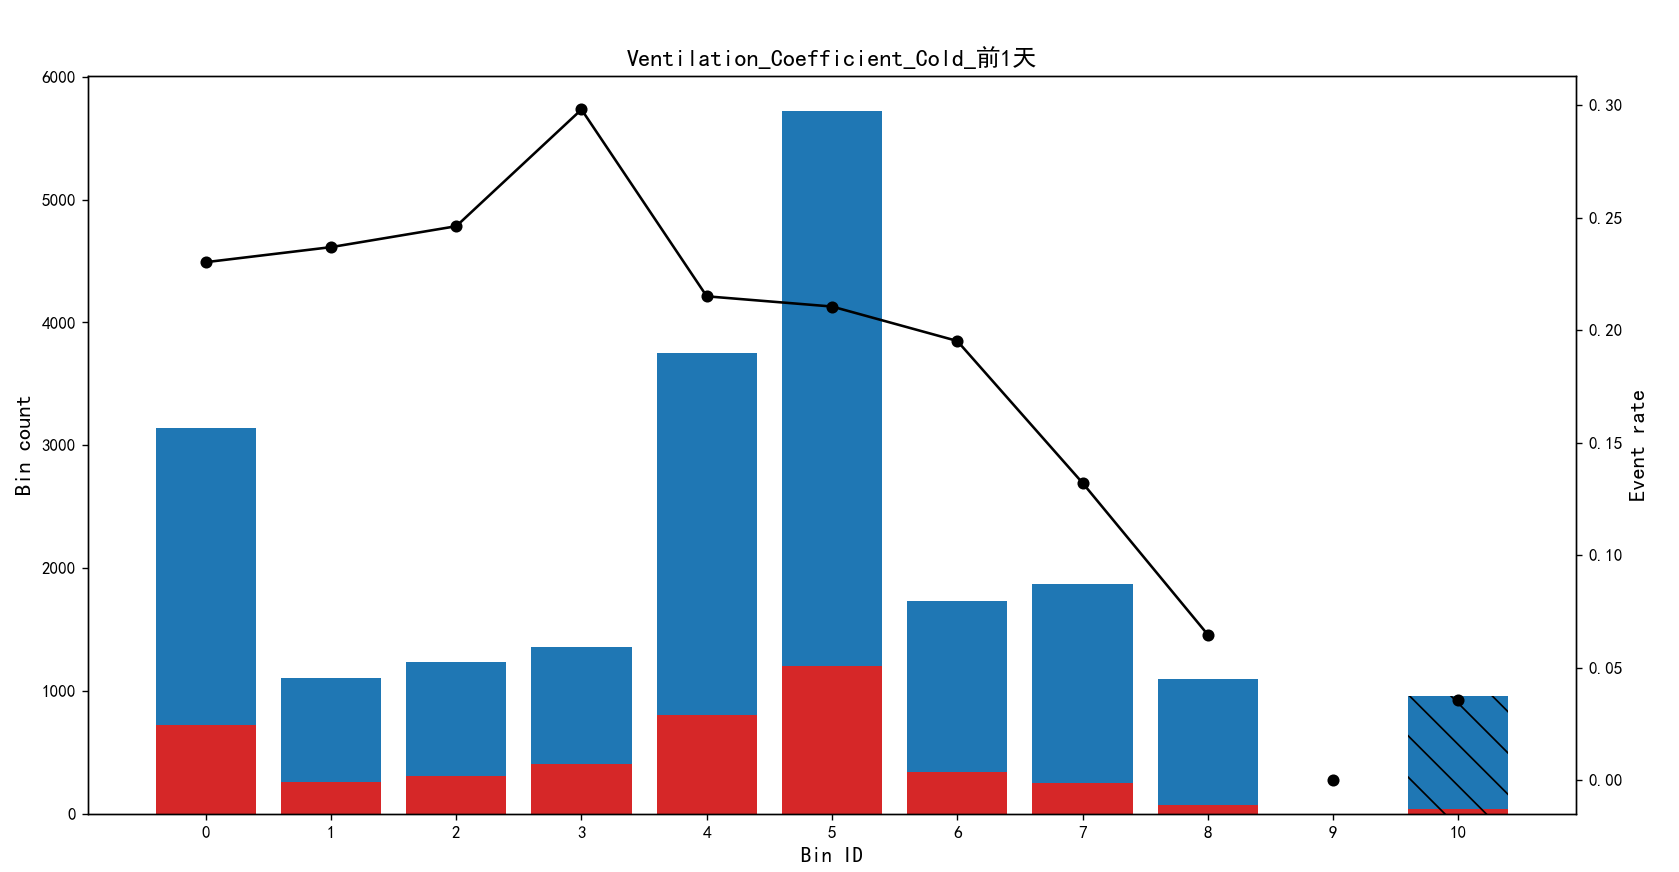 Ventilation_Coefficient_Cold_前1天
6000
5000
4000
3000
2000
1000
0
Bin count
0.30
0.25
0.20
0.15
0.10
0.05
0.00
Event rate
0 1 2 3 4 5 6 7 8 9 10
Bin ID